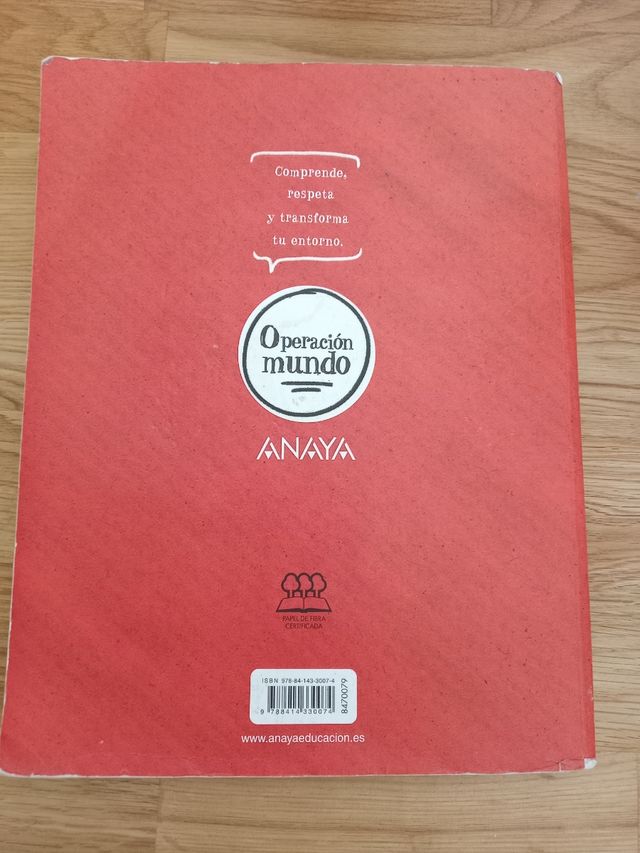 Comprende,
respeta
y transforma
tu entorno.
Operación
mundo
ANAYA
PAPEL DE FIBRA
CERTIFICADA
ISBN 978-84-143-3007-4
9 788414 330074
8470079
www.anayaeducacion.es